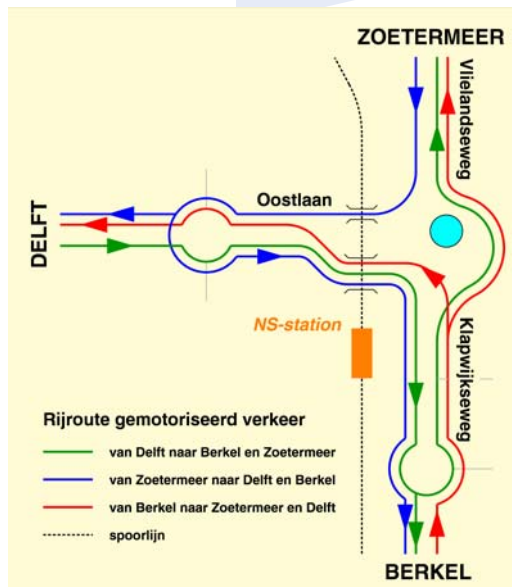 ZOETERMEER
Vlielandseweg
Oostlaan
DELFT
NS-station
Klapwijkseweg
Rijroute gemotoriseerd verkeer
van Delft naar Berkel en Zoetermeer
van Zoetermeer naar Delft en Berkel
van Berkel naar Zoetermeer en Delft
spoorlijn
BERKEL